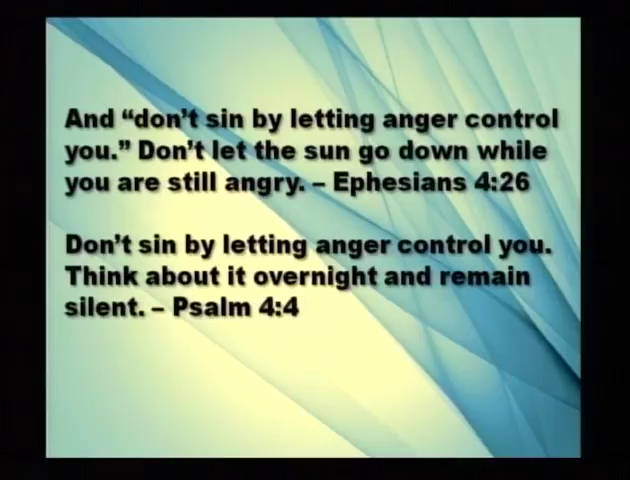 And “don’t sin by letting anger control
you.” Don’t let the sun go down while
you are still angry. – Ephesians 4:26
Don’t sin by letting anger control you.
Think about it overnight and remain
silent. – Psalm 4:4